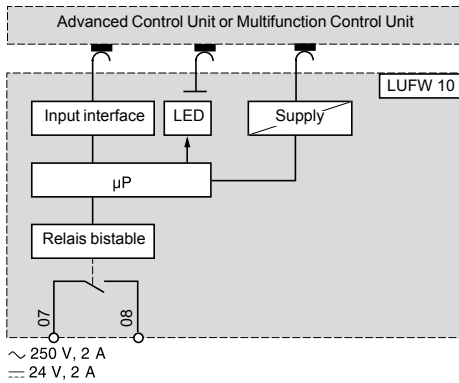 Advanced Control Unit or Multifunction Control Unit
LUFW 10
Input interface
LED
Supply
µP
Relais bistable
07
08
~ 250 V, 2 A
⎓ 24 V, 2 A